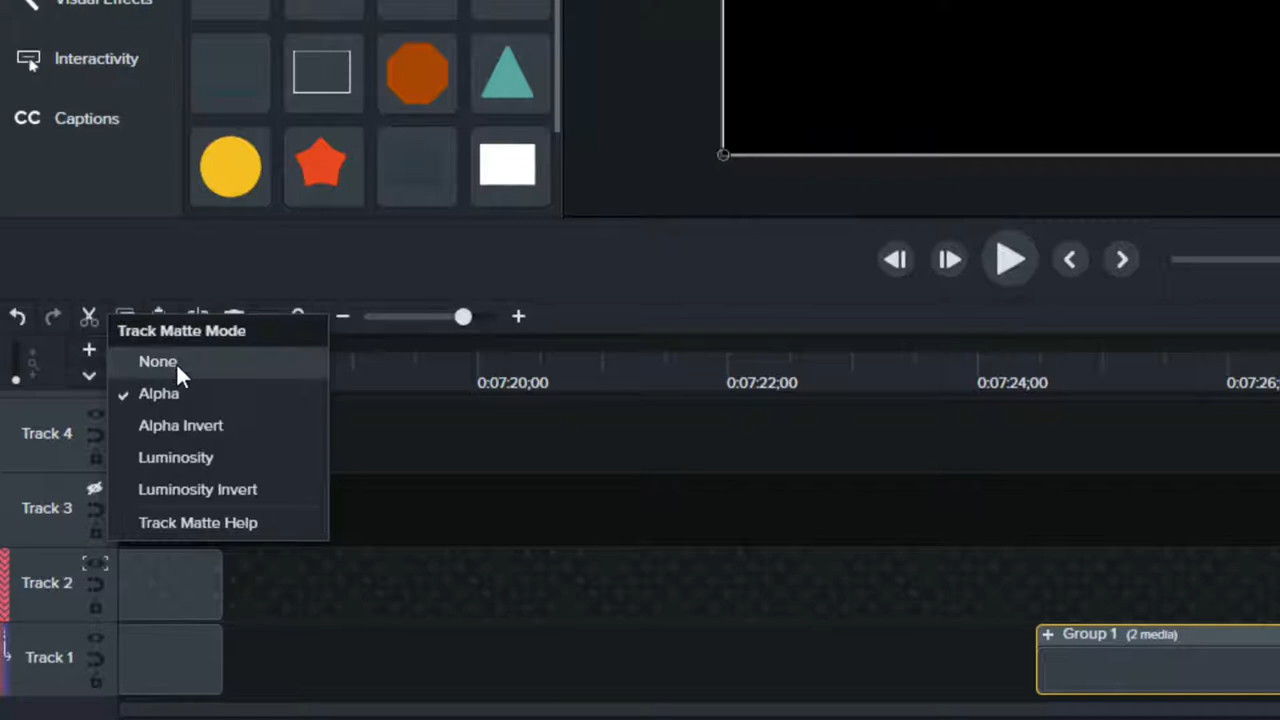 Visual Effects
Interactivity
CC Captions
Track Matte Mode
None
Alpha
Alpha Invert
Luminosity
Luminosity Invert
Track Matte Help
0:07:20;00
0:07:22;00
0:07:24;00
0:07:26;
Track 4
Track 3
Track 2
Track 1
+ Group 1 (2 media)